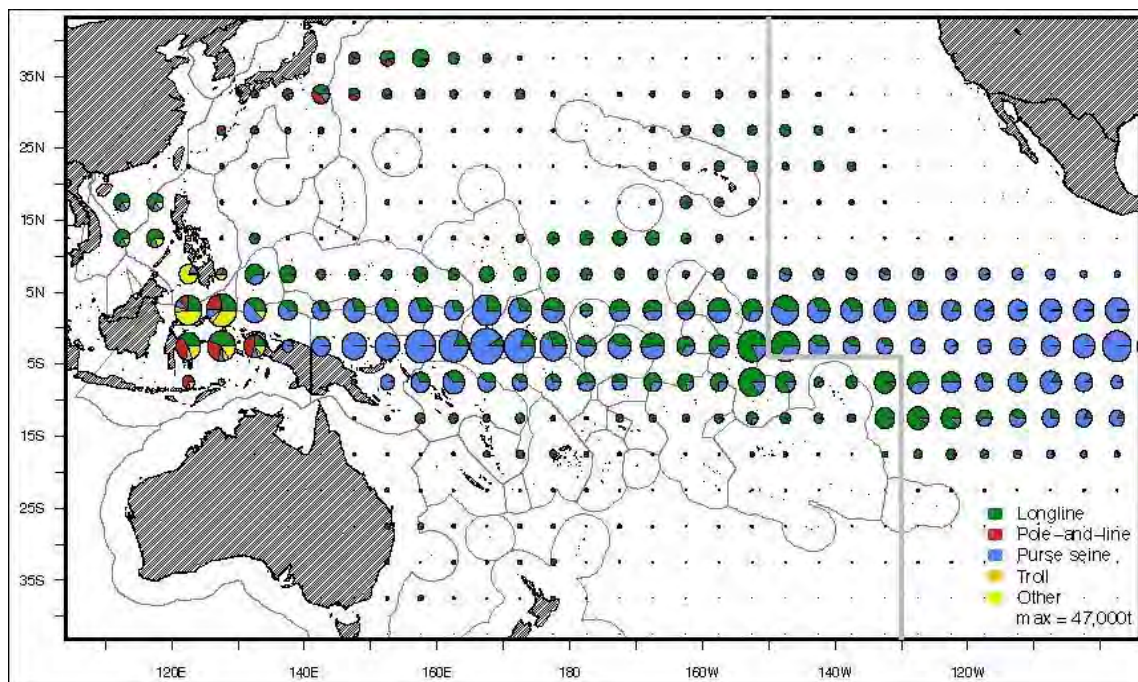 35N
25N
15N
5N
5S
15S
25S
35S
Longline
Pole-and-line
Purse seine
Troll
Other
max = 47,000t
120E 140E 160E 180 160W 140W 120W